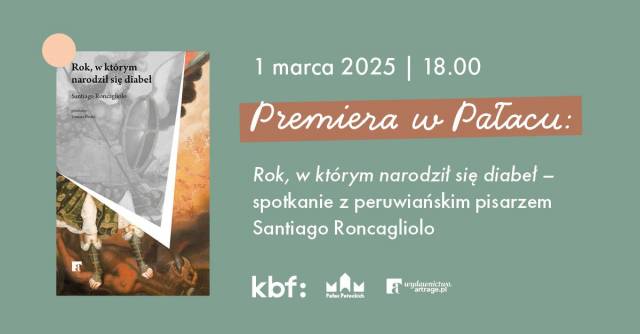 Rok, w którym
narodził się diabeł
Santiago Roncagliolo
1 marca 2025 | 18.00
Premiera w Pałacu:
Rok, w którym narodził się diabeł –
spotkanie z peruwiańskim pisarzem
Santiago Roncagliolo
kbf:
Pałac Potockich
wydawnictwo.
artrage.pl